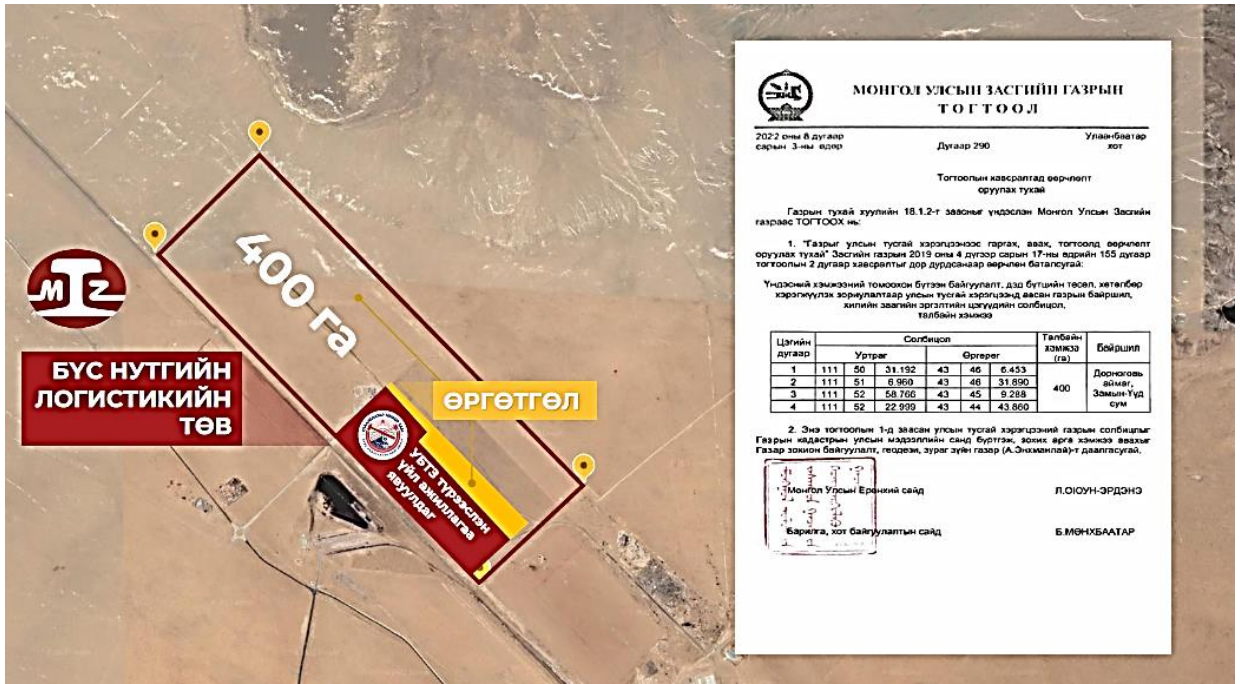 400 га
MTZ
БҮС НУТГИЙН
ЛОГИСТИКИЙН
ТӨВ
ӨРГӨТГӨЛ
УБТЗ түрээслэн
үйл ажиллагаа
явуулдаг
МОНГОЛ УЛСЫН ЗАСГИЙН ГАЗРЫН
ТОГТООЛ
2022 оны 8 дугаар
сарын 3-ны өдөр
Дугаар 290
Улаанбаатар
хот
Тогтоолын хавсралтад өөрчлөлт
оруулах тухай
Газрын тухай хуулийн 18.1.2-т заасныг үндэслэн Монгол Улсын Засгийн
газраас ТОГТООХ нь:
1. "Газрыг улсын тусгай хэрэгцээнээс гаргах, авах, тогтоолд өөрчлөлт
оруулах тухай" Засгийн газрын 2019 оны 4 дүгээр сарын 17-ны өдрийн 155 дугаар
тогтоолын 2 дугаар хавсралтыг дор дурдсанаар өөрчлөн баталсугай:
Үндэсний хэмжээний томоохон бүтээн байгуулалт, дэд бүтцийн төсөл, хөтөлбөр
хэрэгжүүлэх зориулалтаар улсын тусгай хэрэгцээнд авсан газрын байршил,
хилийн заагийн эргэлтийн цэгүүдийн солбицол,
талбайн хэмжээ
Цэгийн дугаар Солбицол Талбайн хэмжээ (га) Байршил
Уртраг Өргөрөг
1 111 50 31.192 43 46 6.453
2 111 51 6.960 43 46 31.890
3 111 52 58.766 43 45 9.288
4 111 52 22.999 43 44 43.860
400
Дорноговь
аймаг,
Замын-Үүд
сум
2. Энэ тогтоолын 1-д заасан улсын тусгай хэрэгцээний газрын солбицлыг
Газрын кадастрын улсын мэдээллийн санд бүртгэж, зохих арга хэмжээ авахыг
Газар зохион байгуулалт, геодези, зураг зүйн газар (А.Энхманлай)-т даалгасугай.
Монгол Улсын Ерөнхий сайд Л.ОЮУН-ЭРДЭНЭ
Барилга, хот байгуулалтын сайд Б.МӨНХБААТАР